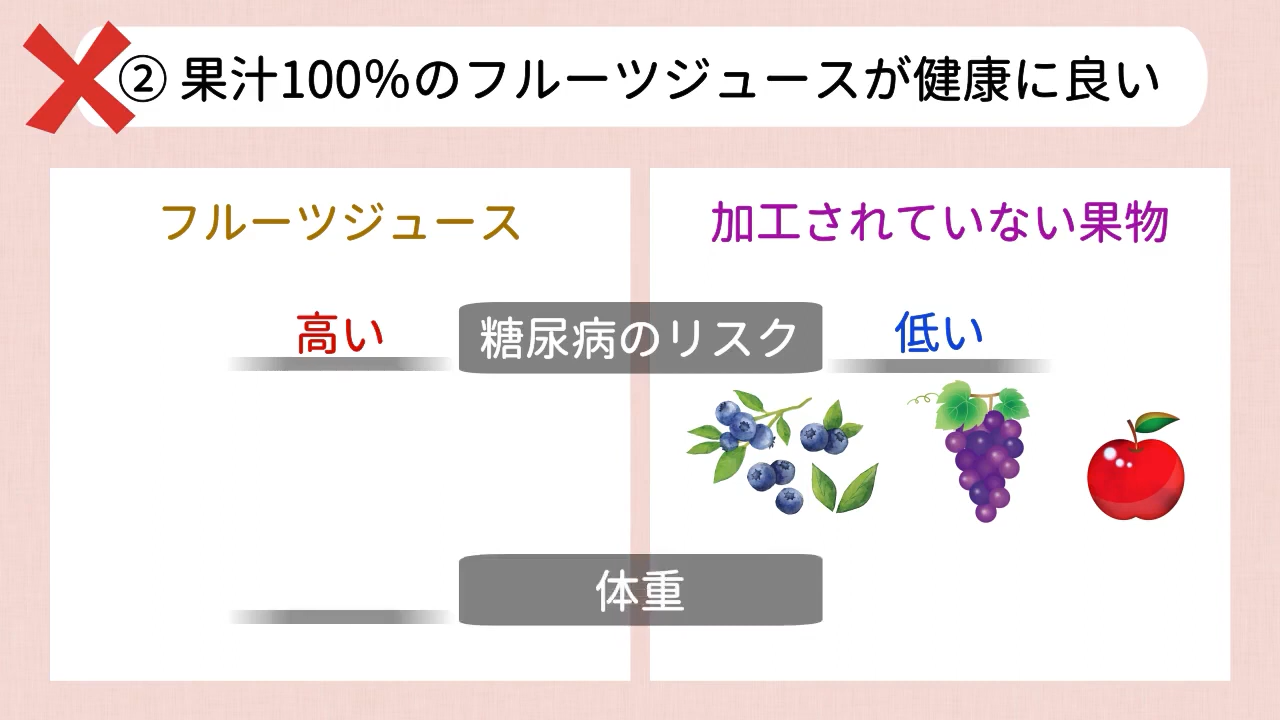 ② 果汁100%のフルーツジュースが健康に良い
フルーツジュース
加工されていない果物
高い
糖尿病のリスク
低い
体重